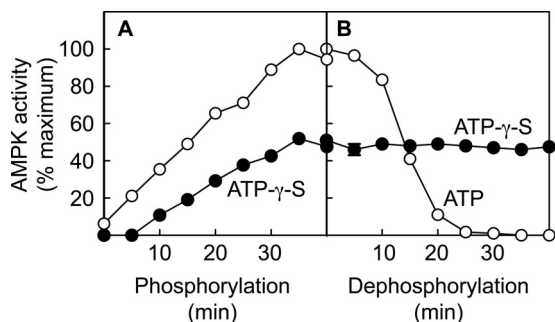 A B
AMPK activity
(% maximum)
100
80
60
40
20
ATP-γ-S
ATP-γ-S
ATP
10 20 30 10 20 30
Phosphorylation Dephosphorylation
(min) (min)